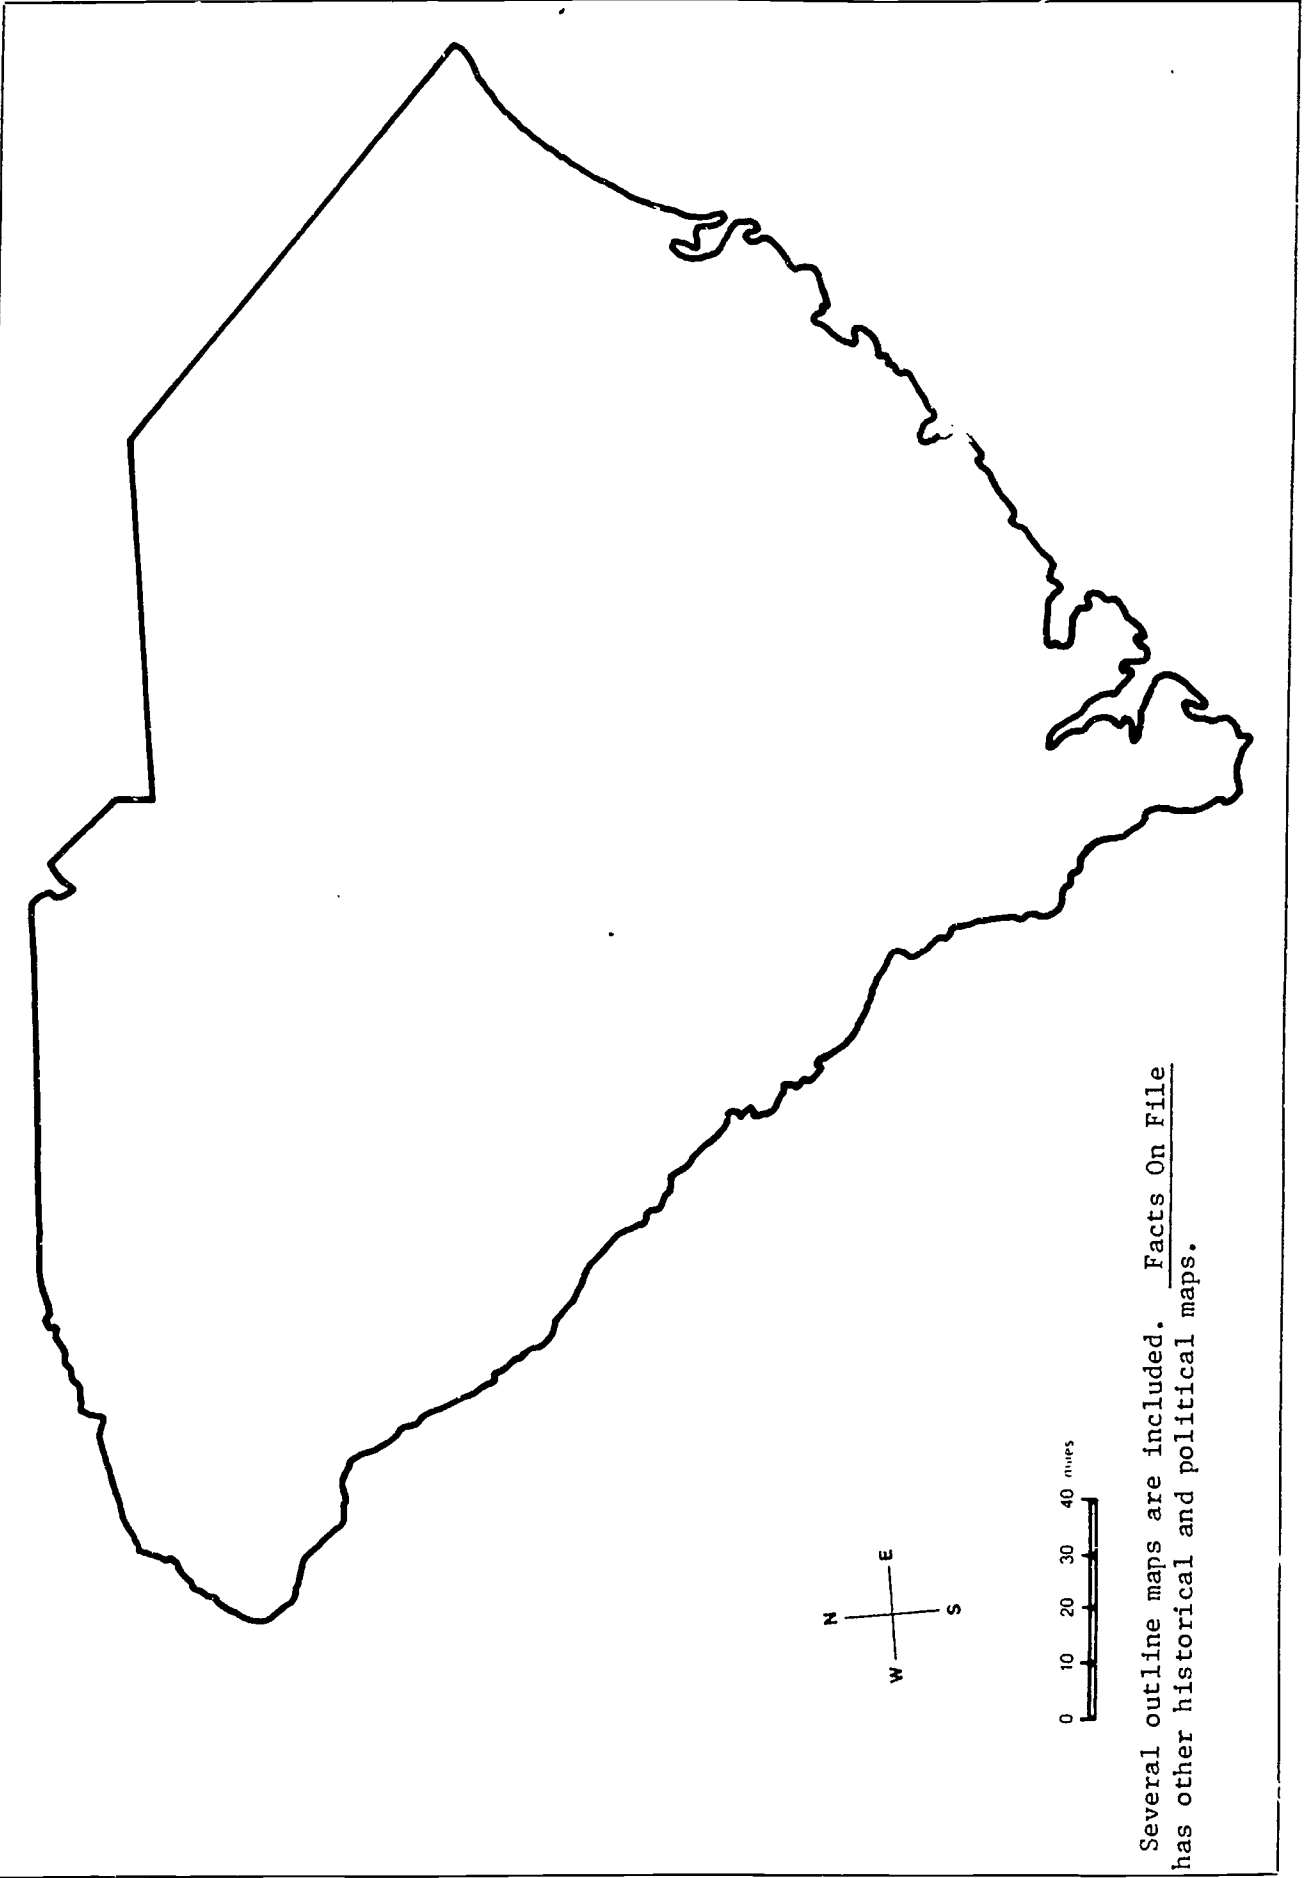 N
W E
S
0 10 20 30 40 miles
Several outline maps are included. Facts On File
has other historical and political maps.